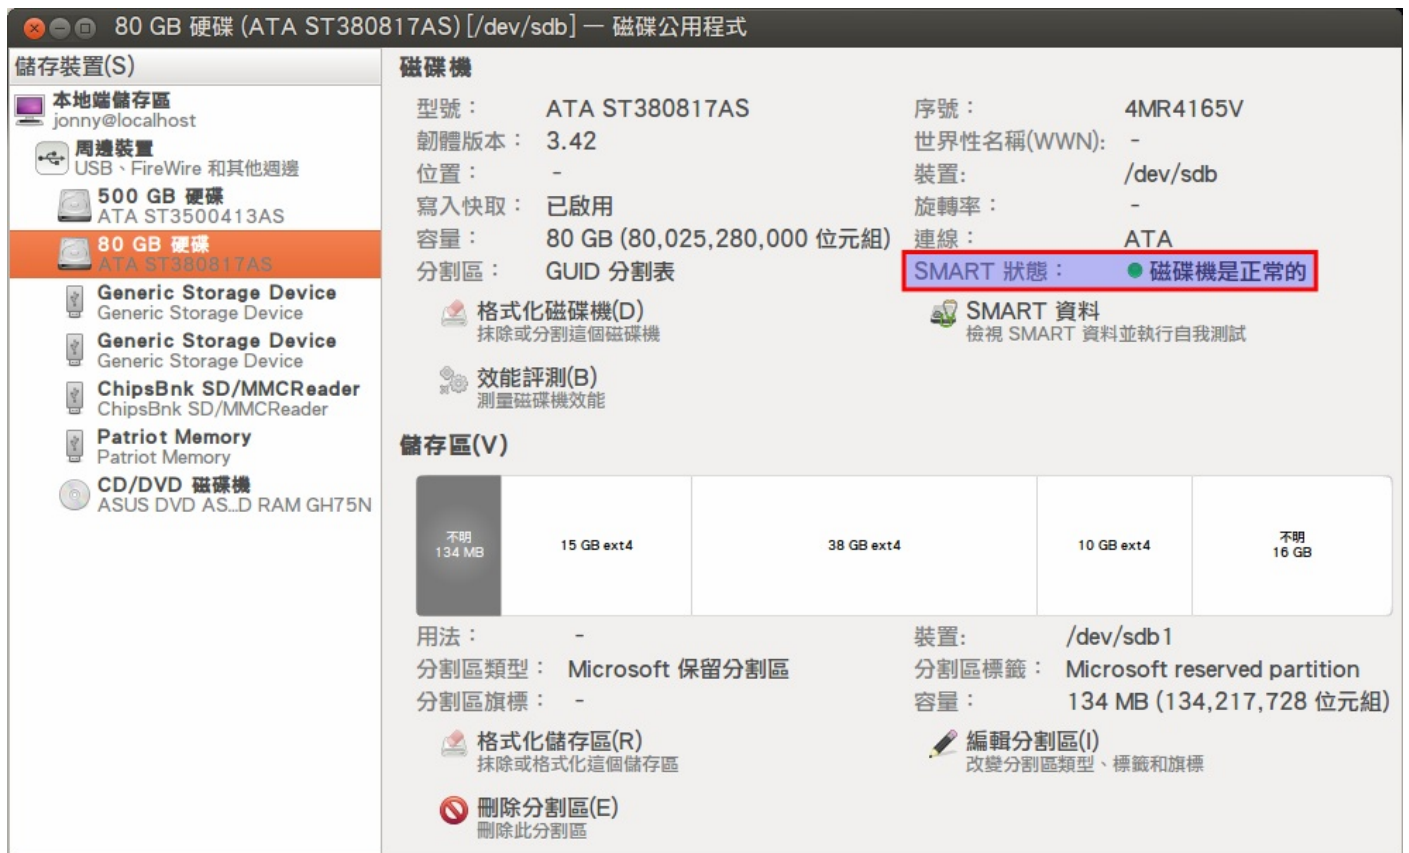 80 GB 硬碟 (ATA ST380817AS) [/dev/sdb] — 磁碟公用程式
儲存裝置(S)
本地端儲存區
jonny@localhost
周邊裝置
USB、FireWire 和其他週邊
500 GB 硬碟
ATA ST3500413AS
80 GB 硬碟
ATA ST380817AS
Generic Storage Device
Generic Storage Device
Generic Storage Device
Generic Storage Device
ChipsBnk SD/MMCReader
ChipsBnk SD/MMCReader
Patriot Memory
Patriot Memory
CD/DVD 磁碟機
ASUS DVD AS…D RAM GH75N
磁碟機
型號： ATA ST380817AS 序號： 4MR4165V
韌體版本： 3.42 世界性名稱(WWN): -
位置： - 裝置: /dev/sdb
寫入快取： 已啟用 旋轉率： -
容量： 80 GB (80,025,280,000 位元組) 連線： ATA
分割區： GUID 分割表 SMART 狀態： 磁碟機是正常的
格式化磁碟機(D) SMART 資料
抹除或分割這個磁碟機 檢視 SMART 資料並執行自我測試
效能評測(B)
測量磁碟機效能
儲存區(V)
不明 134 MB
15 GB ext4
38 GB ext4
10 GB ext4
不明 16 GB
用法： - 裝置: /dev/sdb1
分割區類型： Microsoft 保留分割區 分割區標籤： Microsoft reserved partition
分割區旗標： - 容量： 134 MB (134,217,728 位元組)
格式化儲存區(R) 編輯分割區(I)
抹除或格式化這個儲存區 改變分割區類型、標籤和旗標
刪除分割區(E)
刪除此分割區